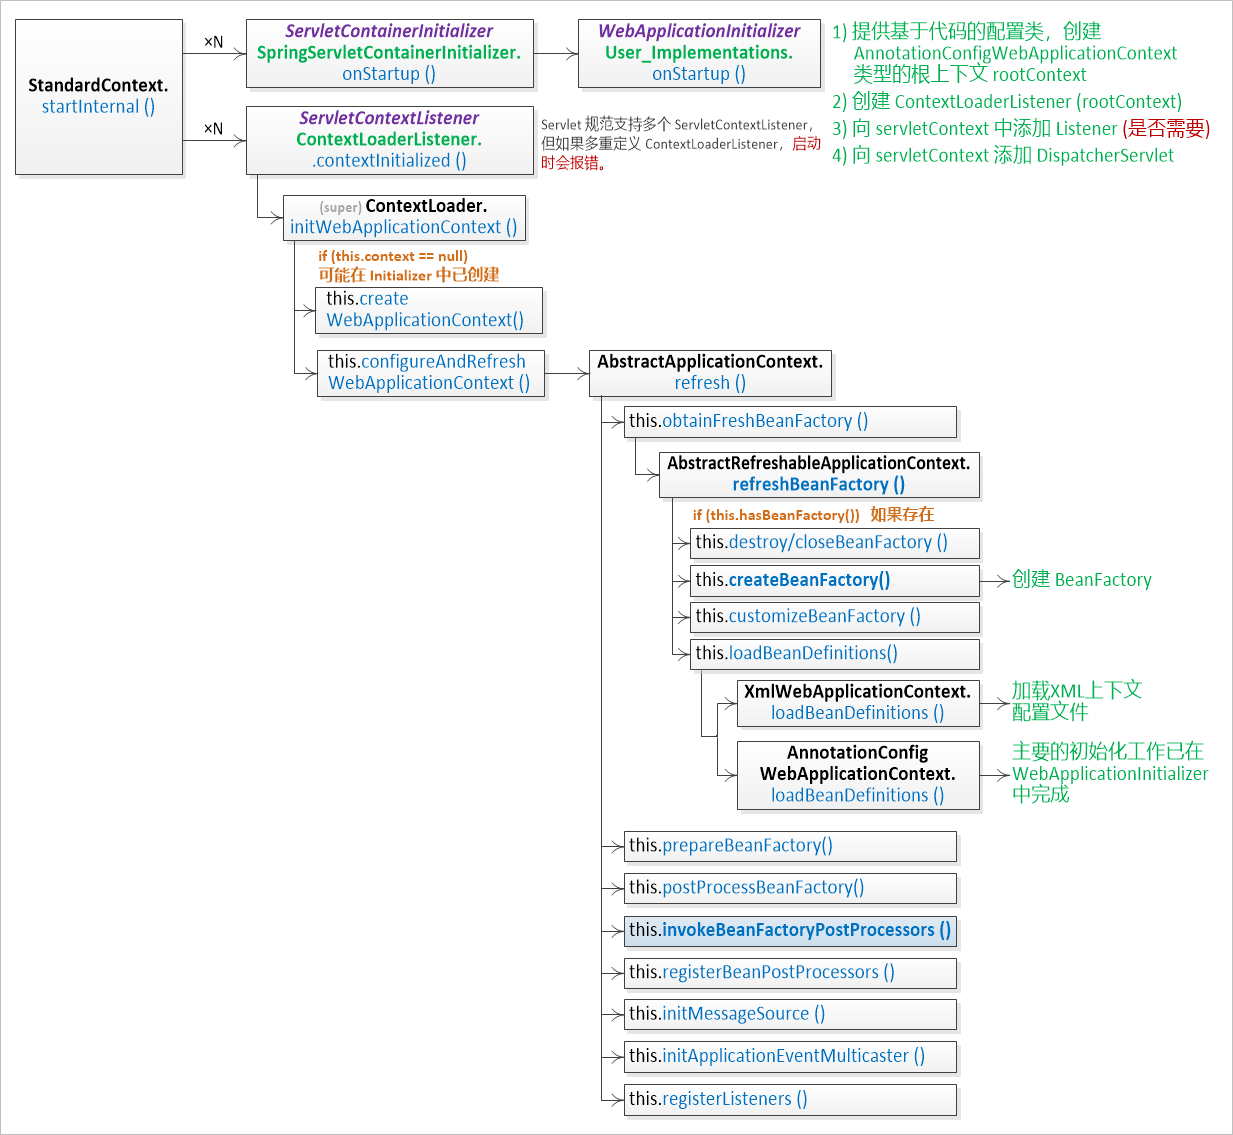 StandardContext.
startInternal ()
×N
ServletContainerInitializer
SpringServletContainerInitializer.
onStartup ()
WebApplicationInitializer
User_Implementations.
onStartup ()
1) 提供基于代码的配置类，创建
AnnotationConfigWebApplicationContext
类型的根上下文 rootContext
2) 创建 ContextLoaderListener (rootContext)
3) 向 servletContext 中添加 Listener (是否需要)
4) 向 servletContext 添加 DispatcherServlet
×N
ServletContextListener
ContextLoaderListener.
.contextInitialized ()
Servlet 规范支持多个 ServletContextListener，
但如果多重定义 ContextLoaderListener，启动
时会报错。
(super) ContextLoader.
initWebApplicationContext ()
if (this.context == null)
可能在 Initializer 中已创建
this.create
WebApplicationContext()
this.configureAndRefresh
WebApplicationContext ()
AbstractApplicationContext.
refresh ()
this.obtainFreshBeanFactory ()
AbstractRefreshableApplicationContext.
refreshBeanFactory ()
if (this.hasBeanFactory()) 如果存在
this.destroy/closeBeanFactory ()
this.createBeanFactory()
创建 BeanFactory
this.customizeBeanFactory ()
this.loadBeanDefinitions()
XmlWebApplicationContext.
loadBeanDefinitions ()
加载XML上下文
配置文件
AnnotationConfig
WebApplicationContext.
loadBeanDefinitions ()
主要的初始化工作已在
WebApplicationInitializer
中完成
this.prepareBeanFactory()
this.postProcessBeanFactory()
this.invokeBeanFactoryPostProcessors ()
this.registerBeanPostProcessors ()
this.initMessageSource ()
this.initApplicationEventMulticaster ()
this.registerListeners ()